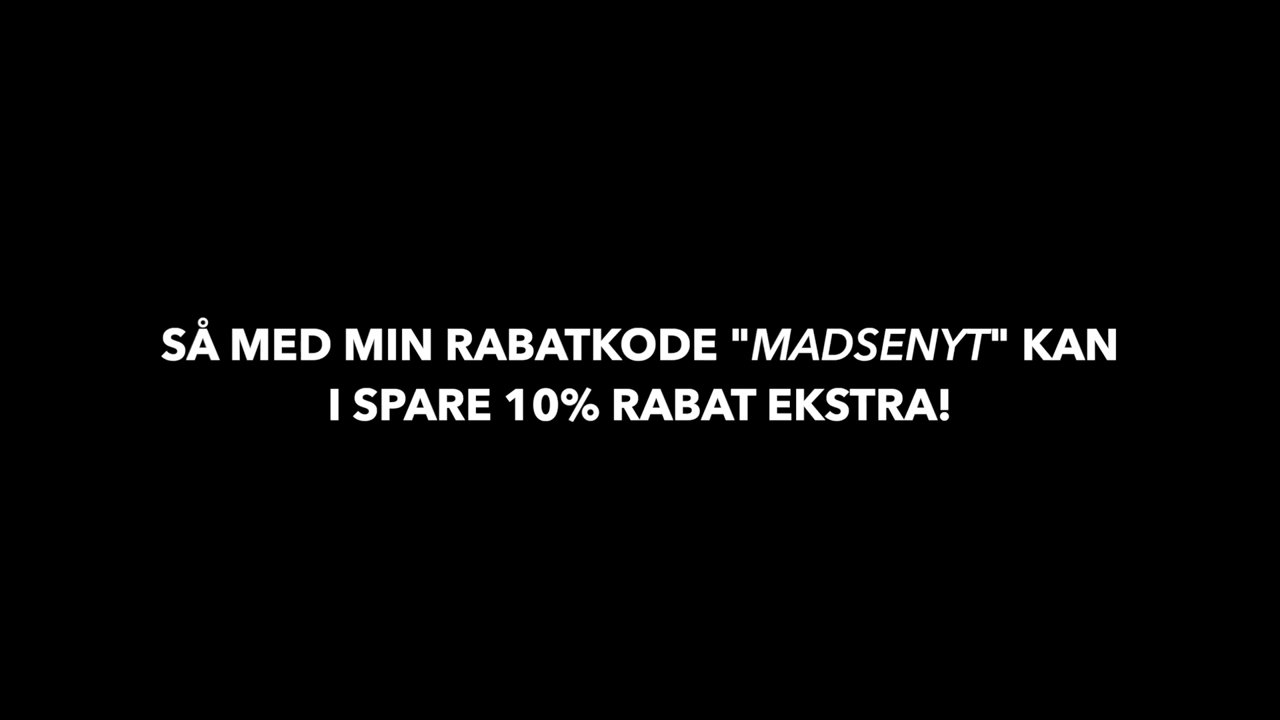 SÅ MED MIN RABATKODE "MADSENYT" KAN
I SPARE 10% RABAT EKSTRA!